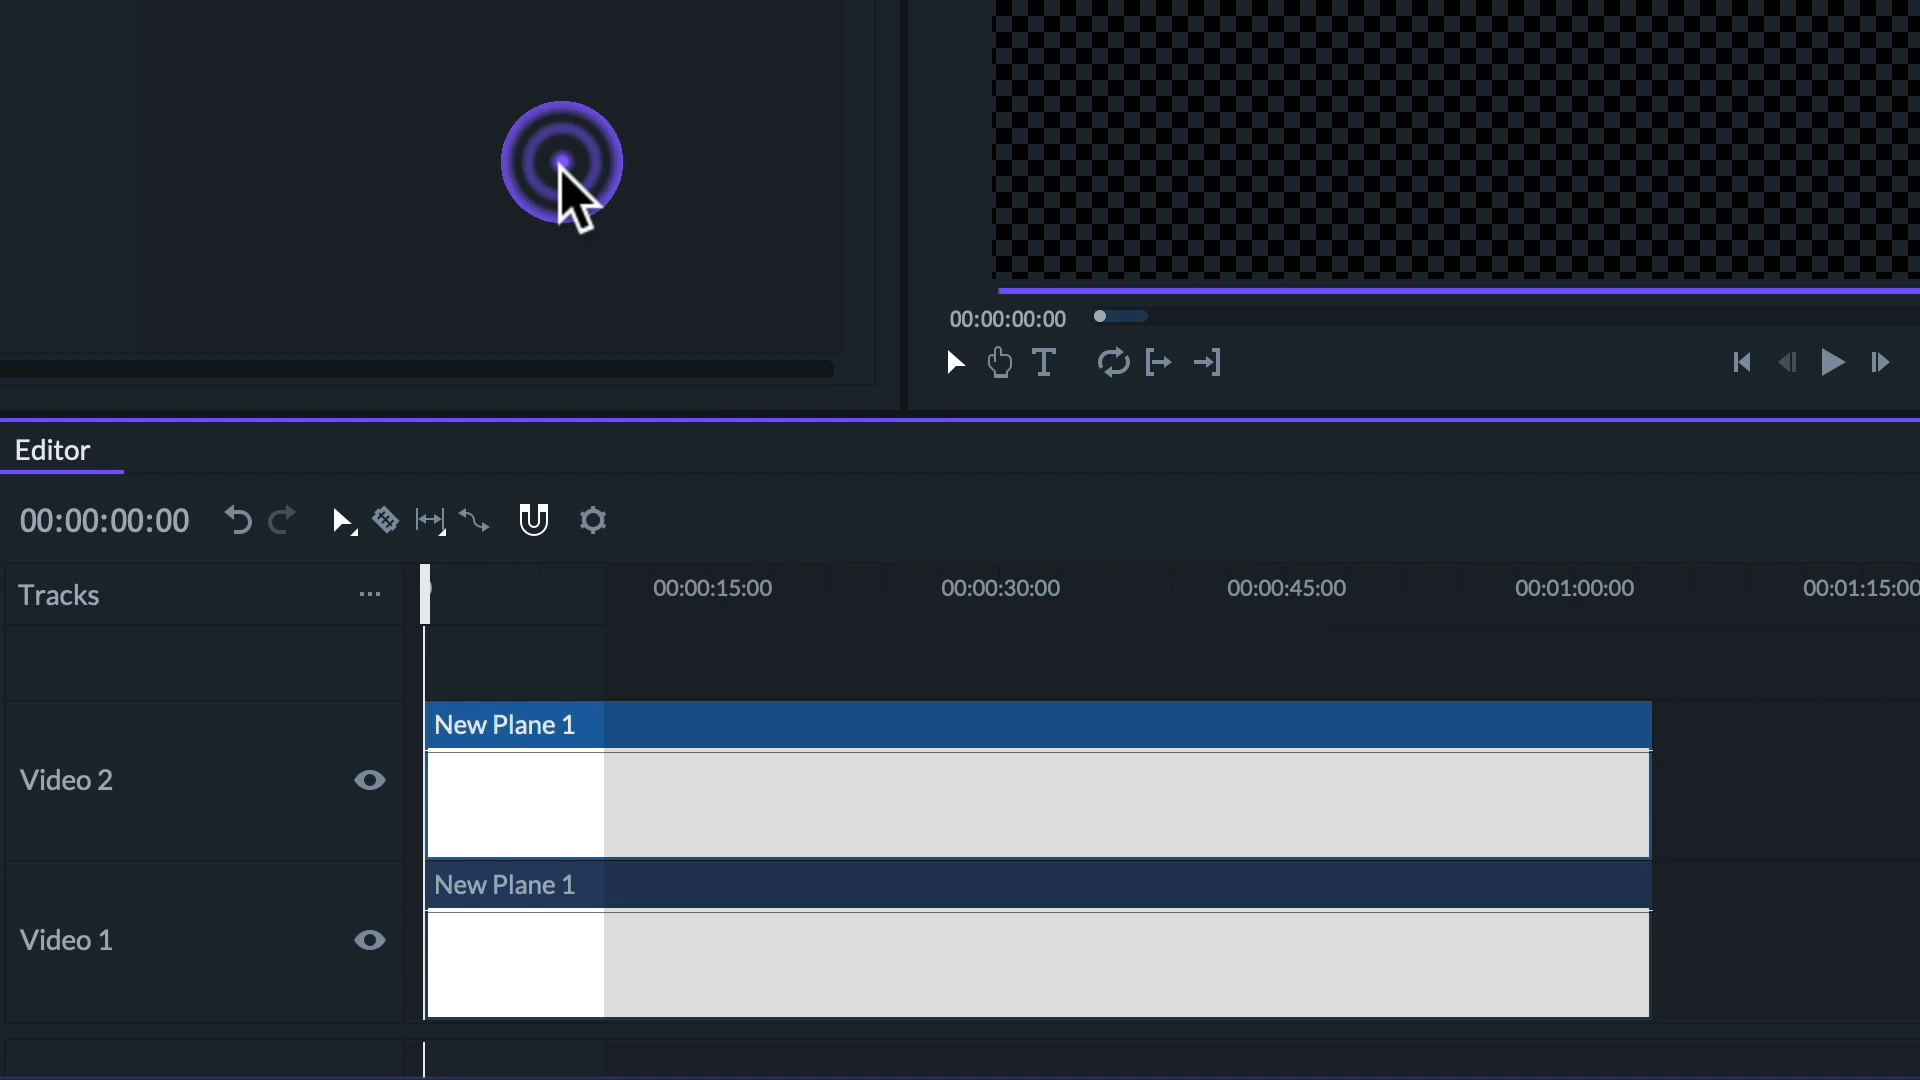 00:00:00:00
Editor
00:00:00:00
Tracks
00:00:15:00
00:00:30:00
00:00:45:00
00:01:00:00
00:01:15:00
New Plane 1
Video 2
New Plane 1
Video 1